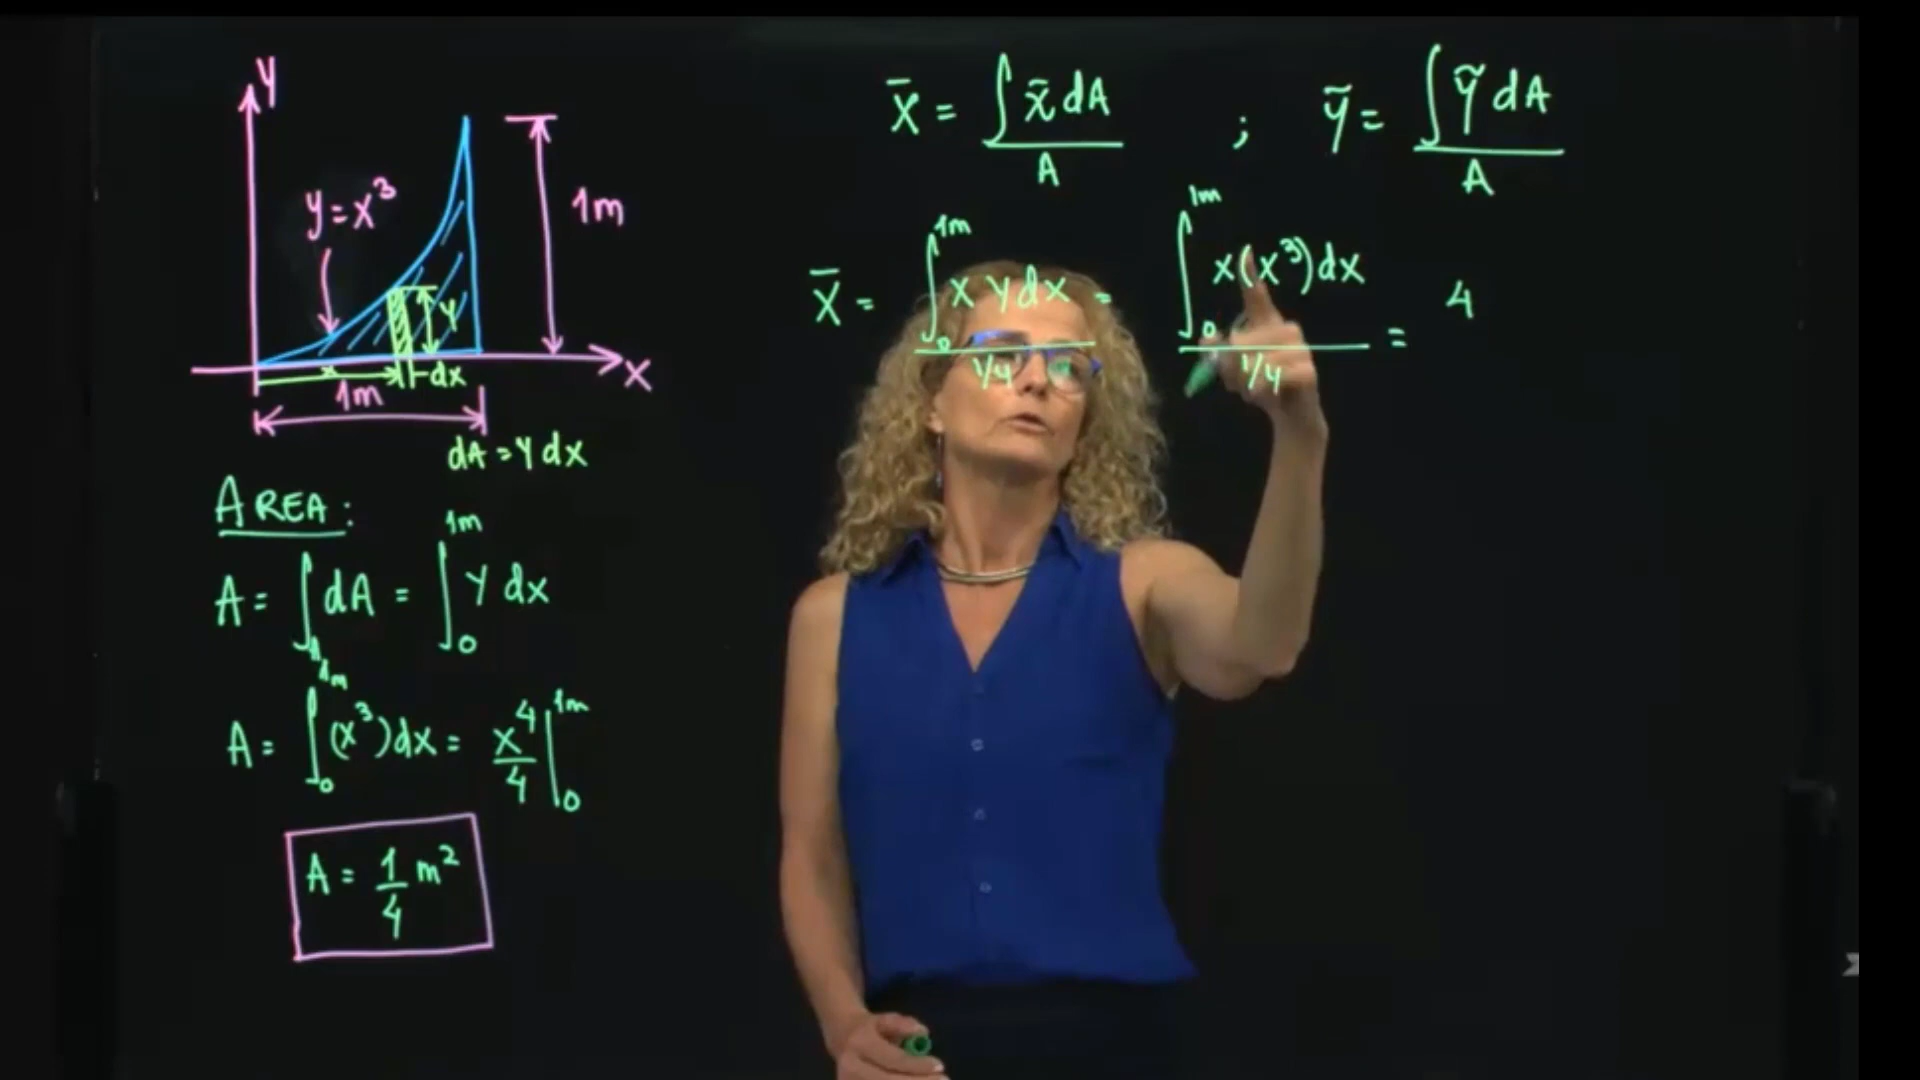 Y
y = x³
1m
Y
dx
X
1m
dA = Y dX
AREA:
A = ∫_A dA = ∫₀^1m Y dx
A = ∫₀^1m (x³)dx = x⁴/4 |₀^1m
A = 1/4 m²
X̄ = ∫x̄ dA / A ; ỹ = ∫ỹ dA / A
X̄ = ∫₀^1m x y dx / 1/4 = ∫₀^1m x(x³)dx / 1/4 = 4